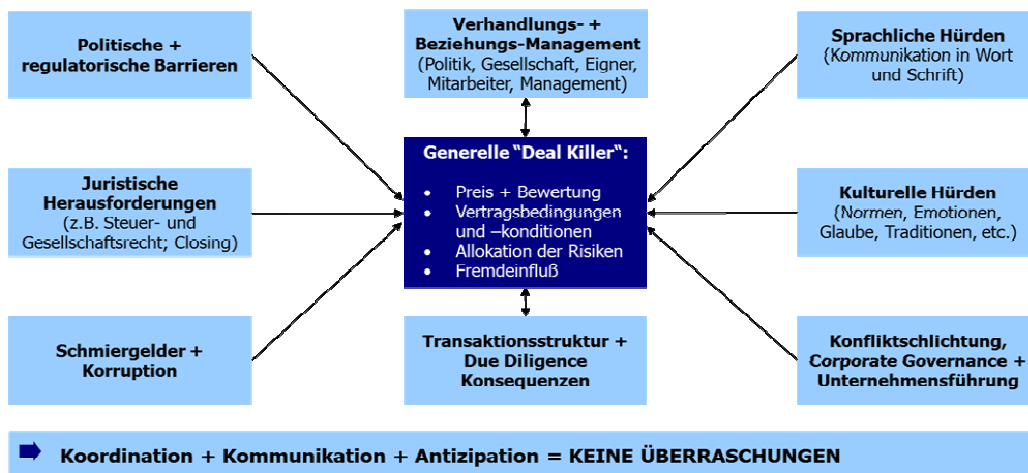 Politische +
regulatorische Barrieren
Verhandlungs- +
Beziehungs-Management
(Politik, Gesellschaft, Eigner,
Mitarbeiter, Management)
Sprachliche Hürden
(Kommunikation in Wort
und Schrift)
Juristische
Herausforderungen
(z.B. Steuer- und
Gesellschaftsrecht; Closing)
Generelle "Deal Killer":
• Preis + Bewertung
• Vertragsbedingungen
und –konditionen
• Allokation der Risiken
• Fremdeinfluß
Kulturelle Hürden
(Normen, Emotionen,
Glaube, Traditionen, etc.)
Schmiergelder +
Korruption
Transaktionsstruktur +
Due Diligence
Konsequenzen
Konfliktschlichtung,
Corporate Governance +
Unternehmensführung
Koordination + Kommunikation + Antizipation = KEINE ÜBERRASCHUNGEN